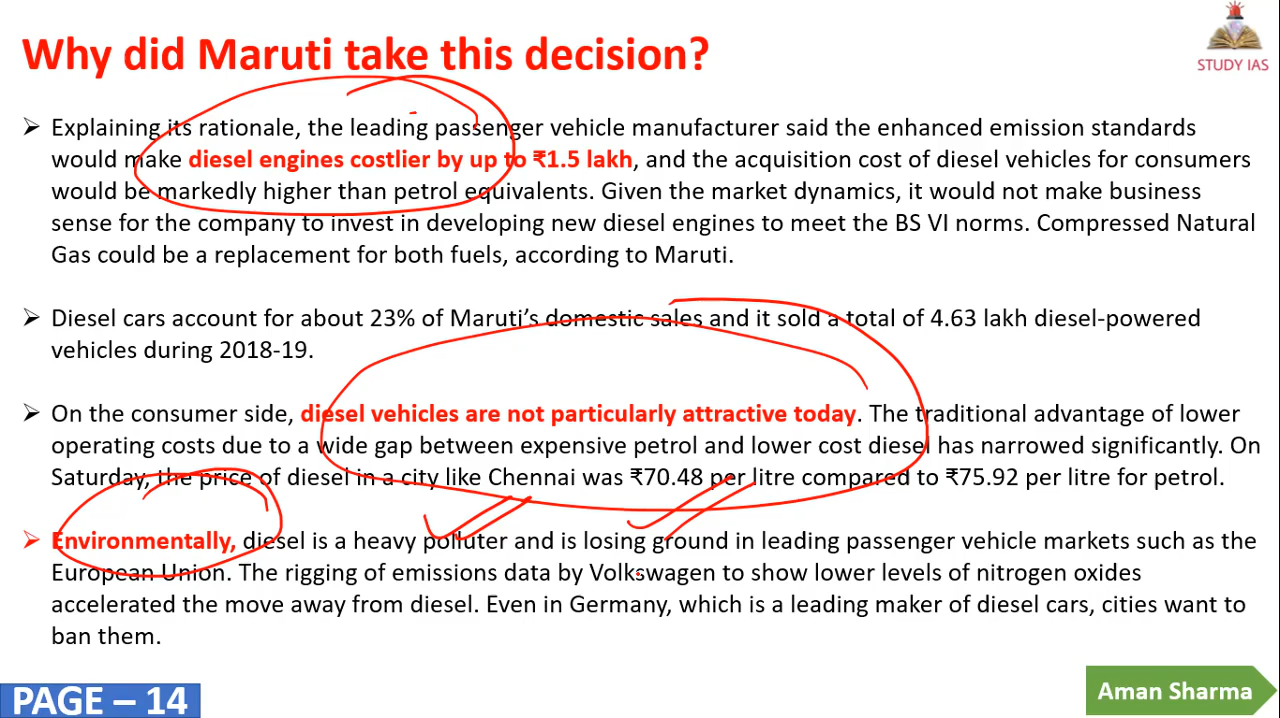 Why did Maruti take this decision?
STUDY IAS
➢ Explaining its rationale, the leading passenger vehicle manufacturer said the enhanced emission standards
would make diesel engines costlier by up to ₹1.5 lakh, and the acquisition cost of diesel vehicles for consumers
would be markedly higher than petrol equivalents. Given the market dynamics, it would not make business
sense for the company to invest in developing new diesel engines to meet the BS VI norms. Compressed Natural
Gas could be a replacement for both fuels, according to Maruti.
➢ Diesel cars account for about 23% of Maruti’s domestic sales and it sold a total of 4.63 lakh diesel-powered
vehicles during 2018-19.
➢ On the consumer side, diesel vehicles are not particularly attractive today. The traditional advantage of lower
operating costs due to a wide gap between expensive petrol and lower cost diesel has narrowed significantly. On
Saturday, the price of diesel in a city like Chennai was ₹70.48 per litre compared to ₹75.92 per litre for petrol.
➢ Environmentally, diesel is a heavy polluter and is losing ground in leading passenger vehicle markets such as the
European Union. The rigging of emissions data by Volkswagen to show lower levels of nitrogen oxides
accelerated the move away from diesel. Even in Germany, which is a leading maker of diesel cars, cities want to
ban them.
PAGE – 14
Aman Sharma